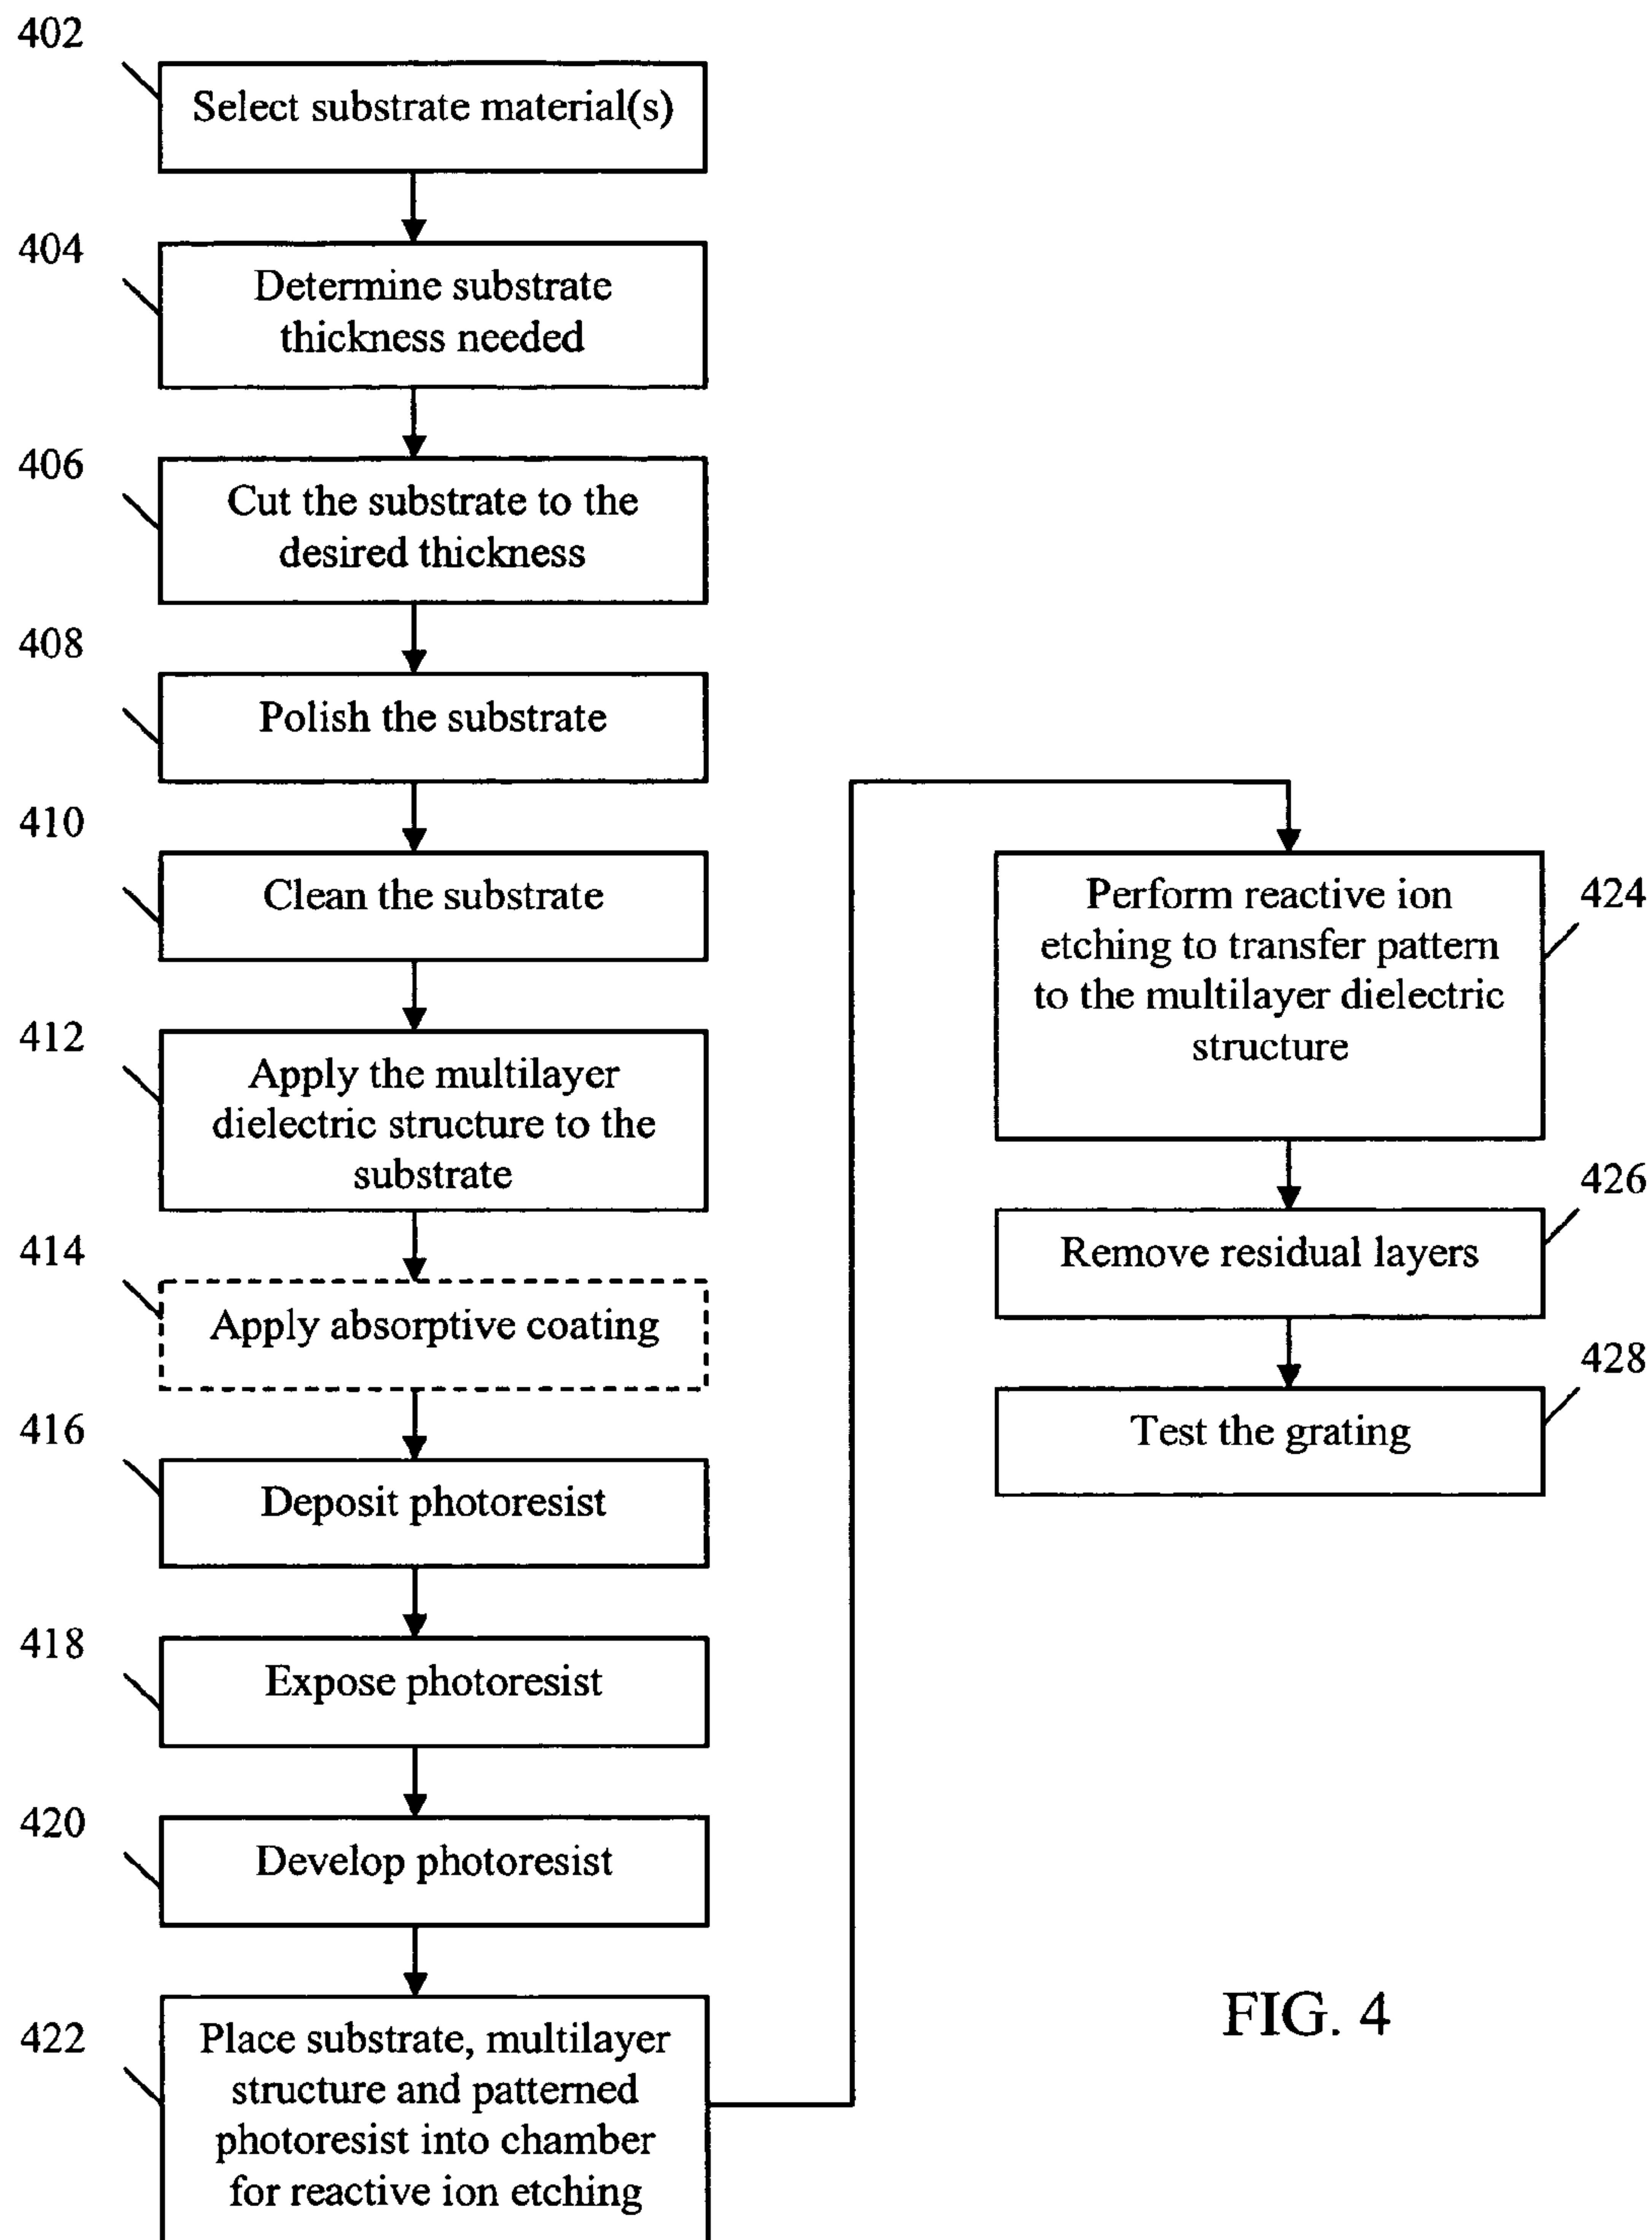 402
Select substrate material(s)
404
Determine substrate
thickness needed
406
Cut the substrate to the
desired thickness
408
Polish the substrate
410
Clean the substrate
412
Apply the multilayer
dielectric structure to the
substrate
414
Apply absorptive coating
416
Deposit photoresist
418
Expose photoresist
420
Develop photoresist
422
Place substrate, multilayer
structure and patterned
photoresist into chamber
for reactive ion etching
424
Perform reactive ion
etching to transfer pattern
to the multilayer dielectric
structure
426
Remove residual layers
428
Test the grating
FIG. 4